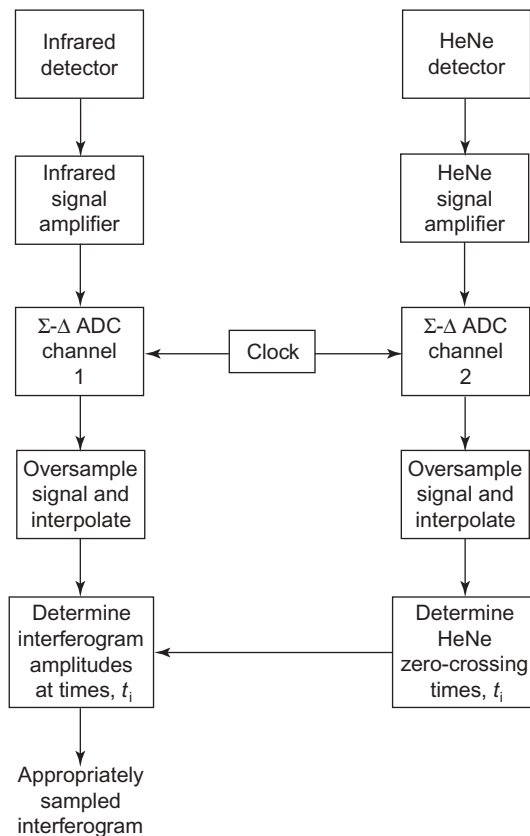 Infrared
detector
HeNe
detector
Infrared
signal
amplifier
HeNe
signal
amplifier
Σ-Δ ADC
channel
1
Clock
Σ-Δ ADC
channel
2
Oversample
signal and
interpolate
Oversample
signal and
interpolate
Determine
interferogram
amplitudes
at times, tᵢ
Determine
HeNe
zero-crossing
times, tᵢ
Appropriately
sampled
interferogram